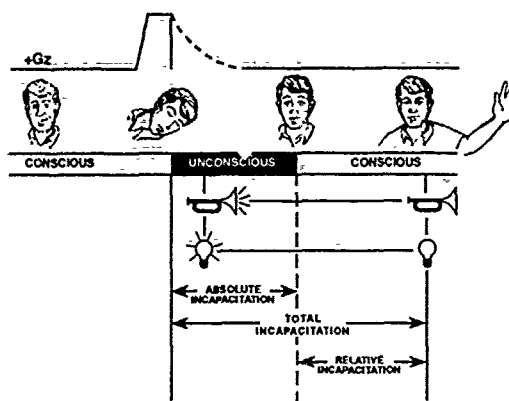 +Gz
CONSCIOUS
UNCONSCIOUS
CONSCIOUS
ABSOLUTE
INCAPACITATION
TOTAL
INCAPACITATION
RELATIVE
INCAPACITATION